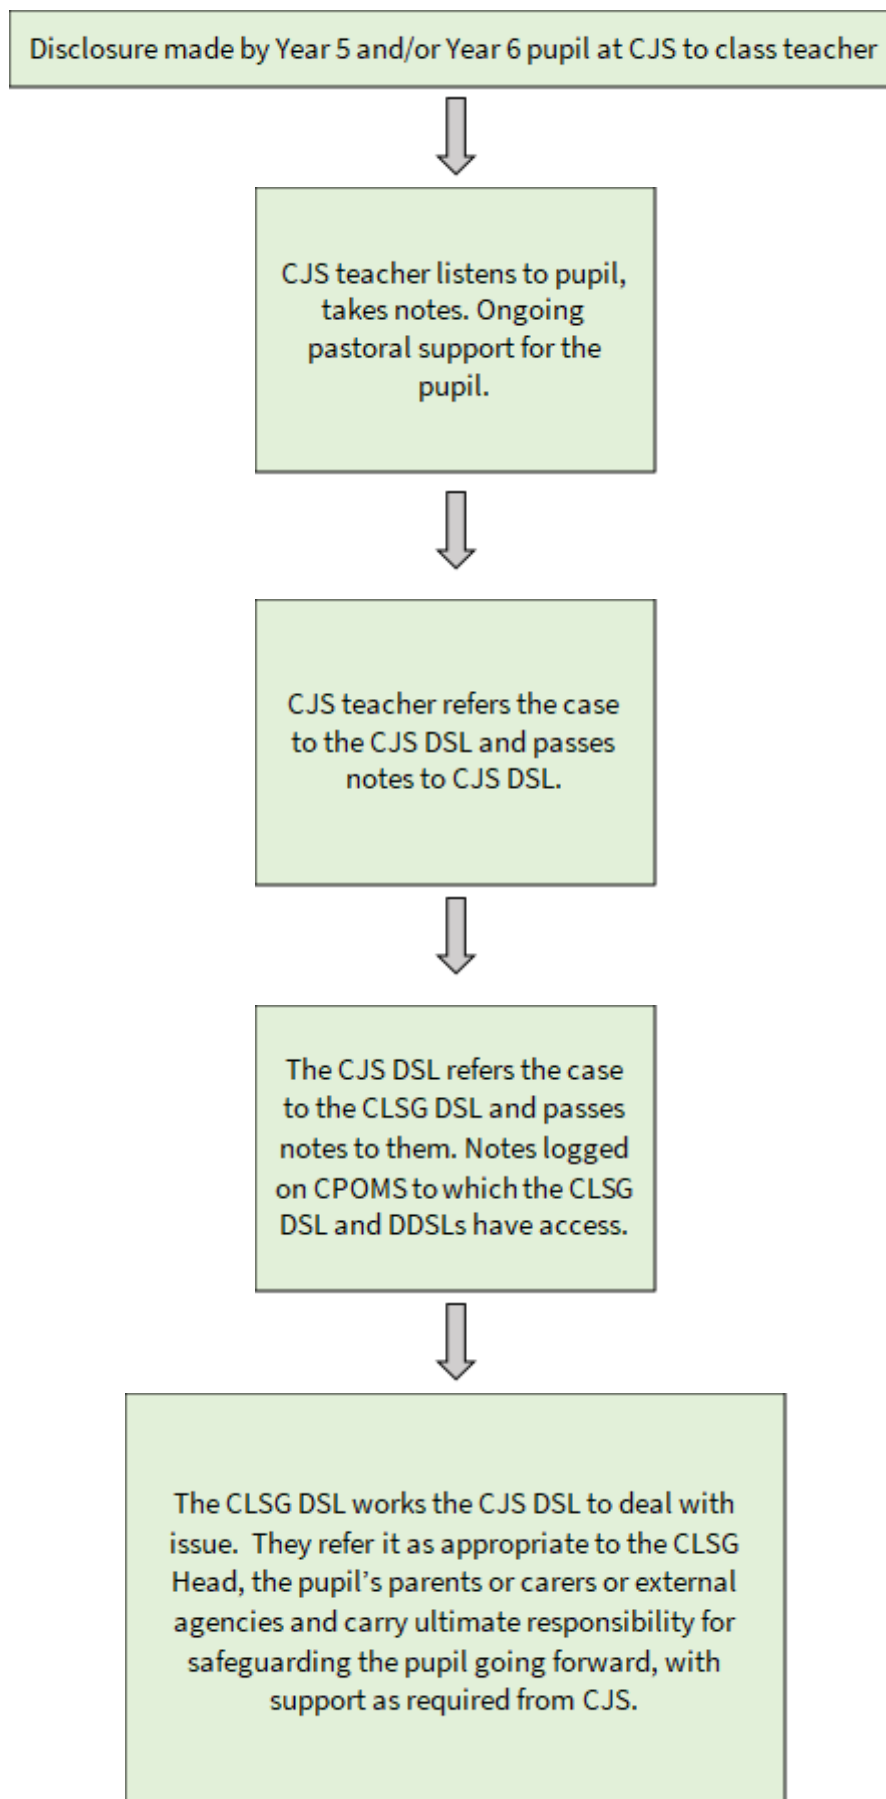 Disclosure made by Year 5 and/or Year 6 pupil at CJS to class teacher
CJS teacher listens to pupil,
takes notes. Ongoing
pastoral support for the
pupil.
CJS teacher refers the case
to the CJS DSL and passes
notes to CJS DSL.
The CJS DSL refers the case
to the CLSG DSL and passes
notes to them. Notes logged
on CPOMS to which the CLSG
DSL and DDSLs have access.
The CLSG DSL works the CJS DSL to deal with
issue.  They refer it as appropriate to the CLSG
Head, the pupil’s parents or carers or external
agencies and carry ultimate responsibility for
safeguarding the pupil going forward, with
support as required from CJS.